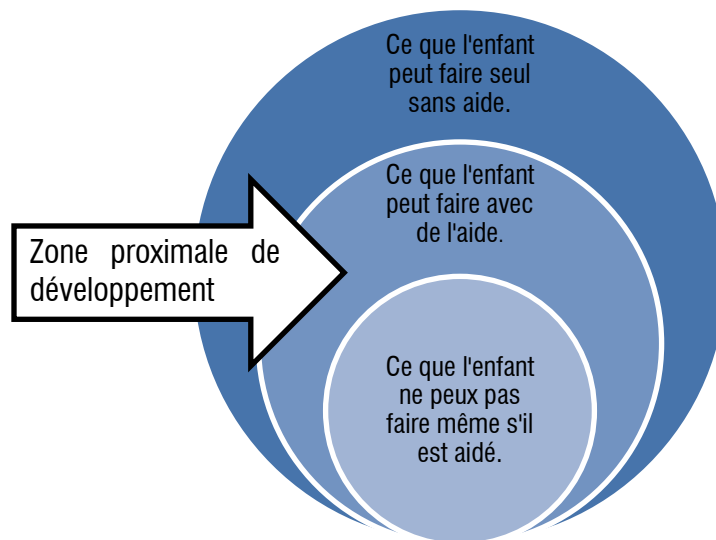 Ce que l'enfant
peut faire seul
sans aide.
Ce que l'enfant
peut faire avec
de l'aide.
Zone proximale de
développement
Ce que l'enfant
ne peux pas
faire même s'il
est aidé.